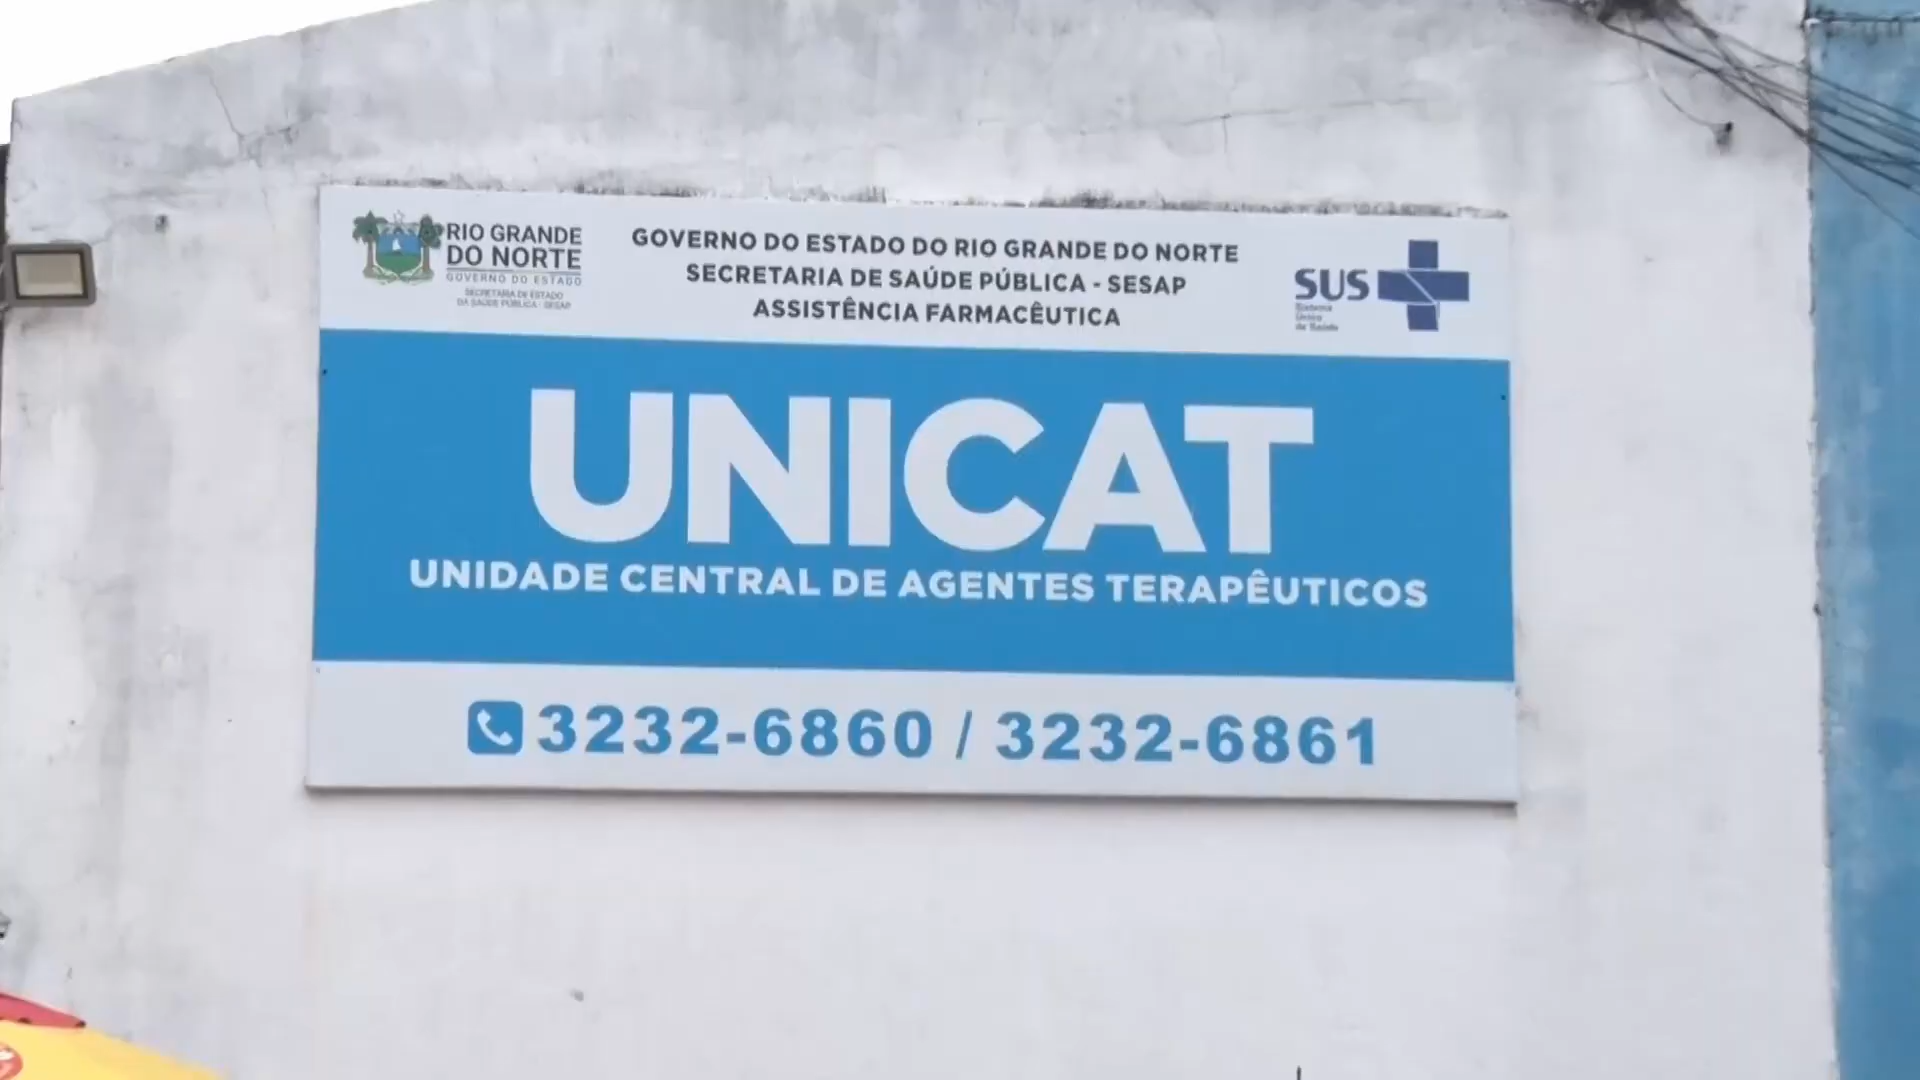 RIO GRANDE
DO NORTE
GOVERNO DO ESTADO
SECRETARIA DE ESTADO
DA SAÚDE PÚBLICA - SESAP
GOVERNO DO ESTADO DO RIO GRANDE DO NORTE
SECRETARIA DE SAÚDE PÚBLICA - SESAP
ASSISTÊNCIA FARMACÊUTICA
SUS
Sistema
Único
de Saúde
UNICAT
UNIDADE CENTRAL DE AGENTES TERAPÊUTICOS
3232-6860 / 3232-6861